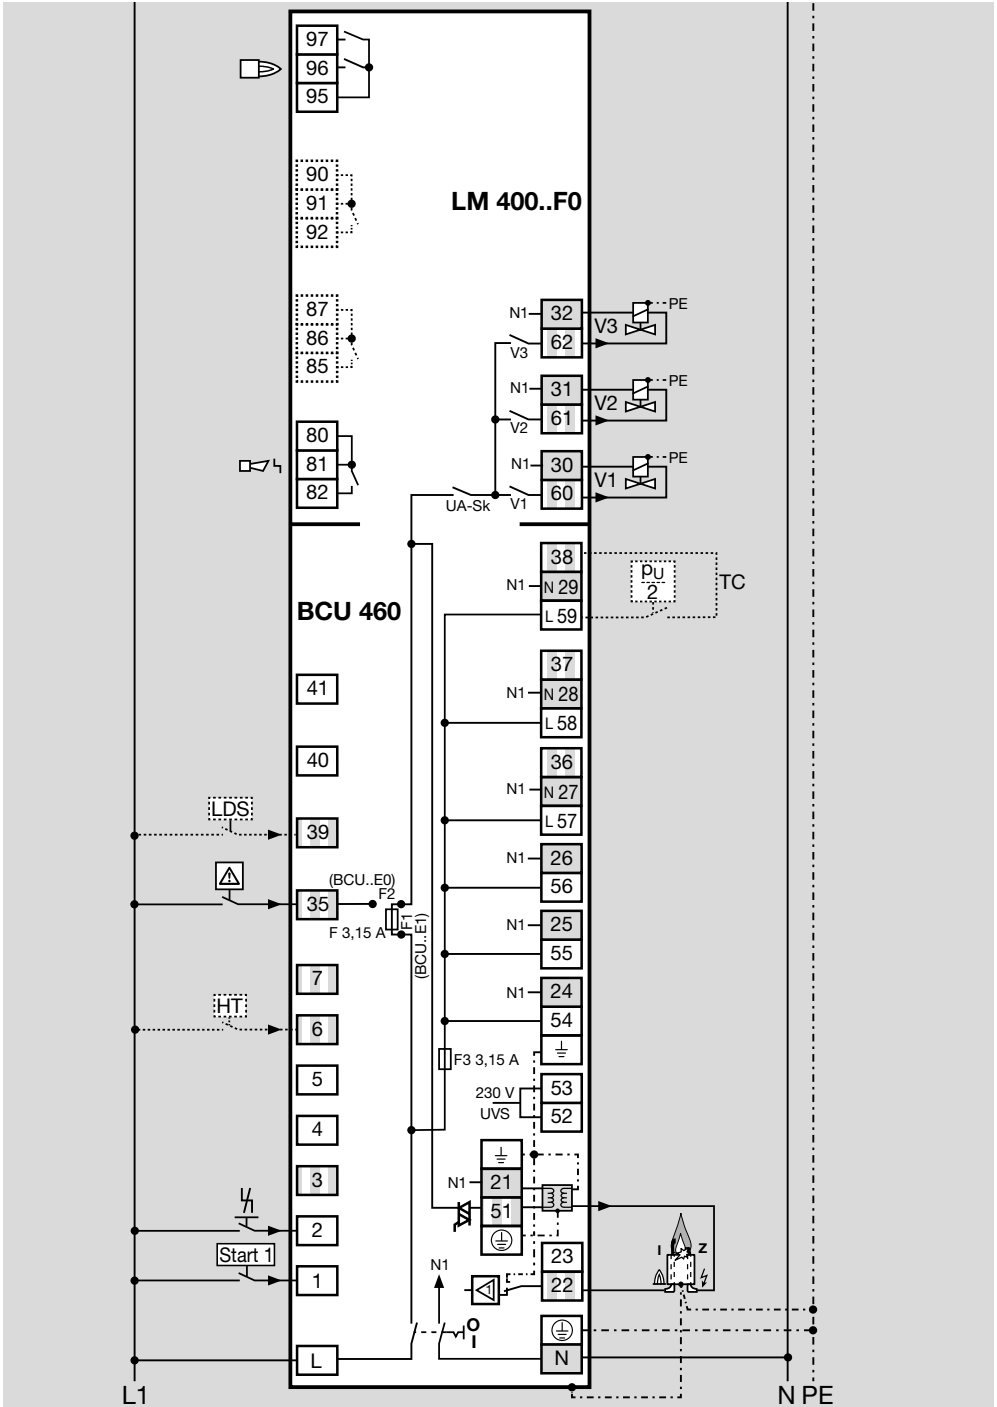 97
96
95
90
91
92
LM 400..F0
87
86
85
N1 32 PE
V3
V3 62
N1 31 PE
V2
V2 61
80
81
82
N1 30 PE
V1
UA-Sk V1 60
38
pU
2
TC
N1 N 29
BCU 460
L 59
37
41
N1 N 28
L 58
40
36
N1 N 27
LDS
39
L 57
N1 26
(BCU..E0)
F2
56
35
F1
F 3,15 A
(BCU..E1)
N1 25
55
7
N1 24
HT
6
54
F3 3,15 A
5
230 V
UVS
53
52
4
3
N1 21
51
2
Start 1
1
I Z
23
22
N1
1
O
I
L
N
L1
N PE